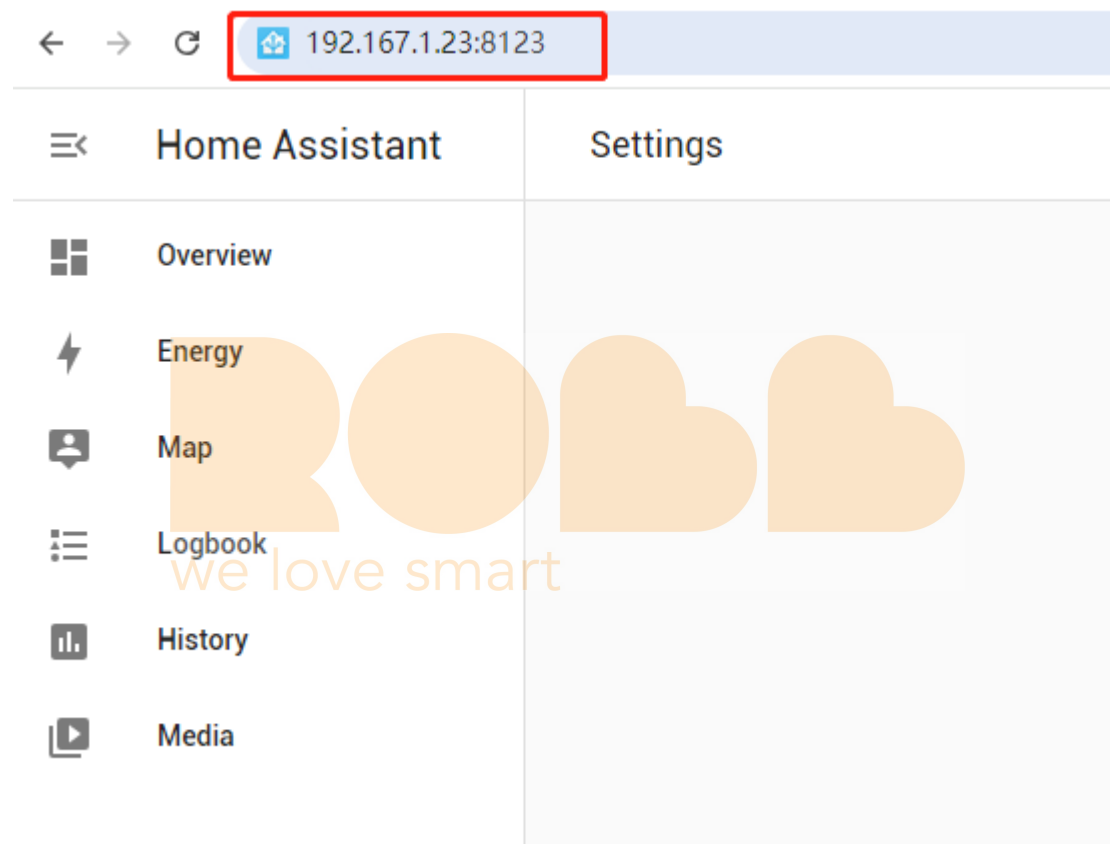 192.167.1.23:8123
Home Assistant
Settings
Overview
Energy
Map
Logbook
History
Media
ROBB
we love smart